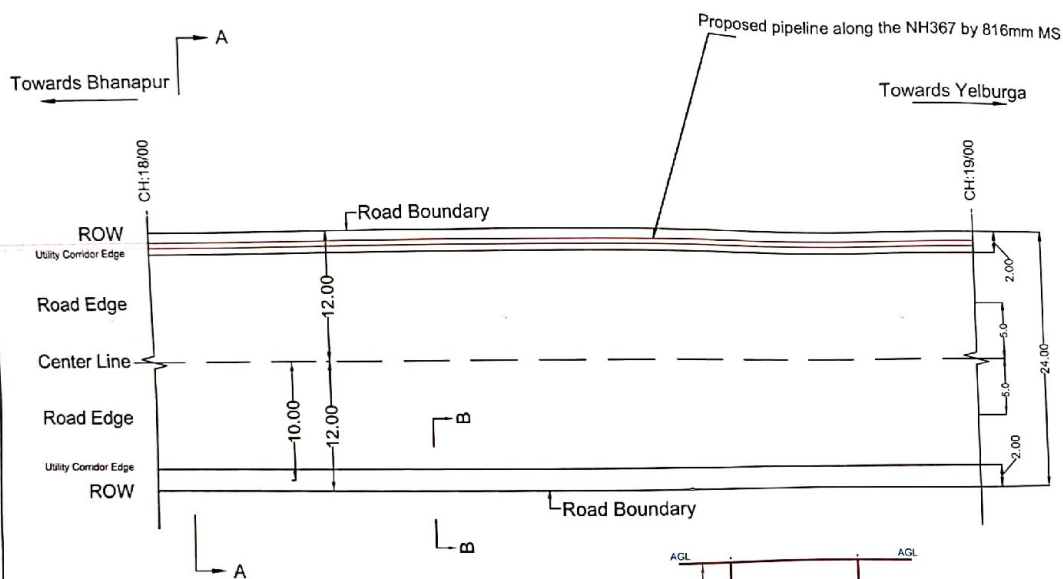 Proposed pipeline along the NH367 by 816mm MS
A
Towards Bhanapur
Towards Yelburga
CH:18/00
CH:19/00
Road Boundary
ROW
Utility Corridor Edge
2.00
Road Edge
12.00
5.0
Center Line
24.00
5.0
Road Edge
10.00
12.00
B
Utility Corridor Edge
2.00
ROW
Road Boundary
B
A
AGL
AGL